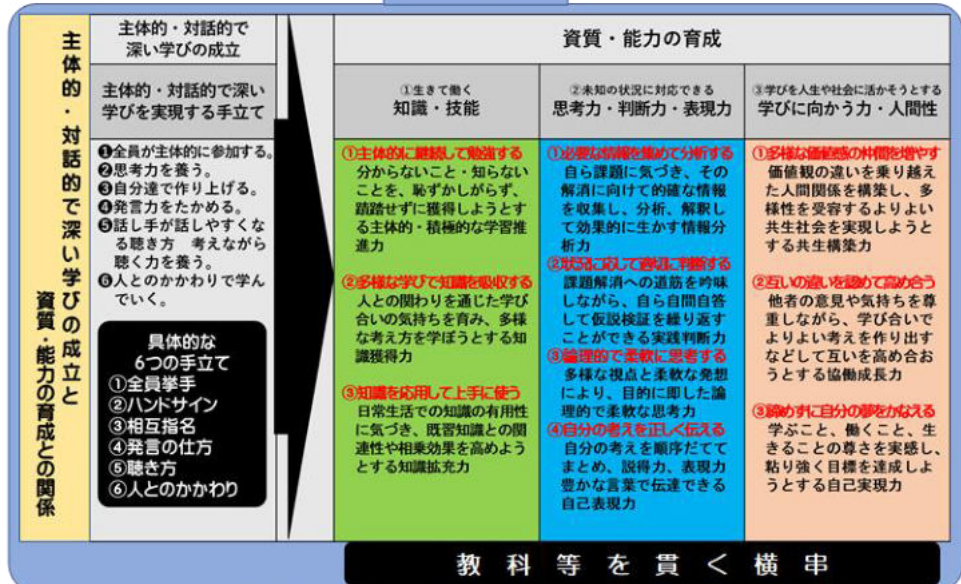 主体的・対話的で深い学びの成立と
資質・能力の育成との関係
主体的・対話的で
深い学びの成立
主体的・対話的で深い
学びを実現する手立て
❶全員が主体的に参加する。
❷思考力を養う。
❸自分達で作り上げる。
❹発言力をたかめる。
❺話し手が話しやすくな
る聴き方 考えながら
聴く力を養う。
❻人とのかかわりで学ん
でいく。
具体的な
6つの手立て
①全員挙手
②ハンドサイン
③相互指名
④発言の仕方
⑤聴き方
⑥人とのかかわり
資質・能力の育成
①生きて働く
知識・技能
①主体的に継続して勉強する
分からないこと・知らない
ことを、恥ずかしがらず、
躊躇せずに獲得しようとす
る主体的・積極的な学習推
進力
②多様な学びで知識を吸収する
人との関わりを通じた学び
合いの気持ちを育み、多様
な考え方を学ぼうとする知
識獲得力
③知識を応用して上手に使う
日常生活での知識の有用性
に気づき、既習知識との関
連性や相乗効果を高めよう
とする知識拡充力
②未知の状況に対応できる
思考力・判断力・表現力
①必要な情報を集めて分析する
自ら課題に気づき、その
解消に向けて的確な情報
を収集し、分析、解釈し
て効果的に生かす情報分
析力
②状況に応じて適切に判断する
課題解消への道筋を吟味
しながら、自ら自問自答
して仮説検証を繰り返す
ことができる実践判断力
③論理的で柔軟に思考する
多様な視点と柔軟な発想
により、目的に即した論
理的で柔軟な思考力
④自分の考えを正しく伝える
自分の考えを順序だてて
まとめ、説得力、表現力
豊かな言葉で伝達できる
自己表現力
③学びを人生や社会に活かそうとする
学びに向かう力・人間性
①多様な価値感の仲間を増やす
価値観の違いを乗り越え
た人間関係を構築し、多
様性を受容するよりよい
共生社会を実現しようと
する共生構築力
②互いの違いを認めて高め合う
他者の意見や気持ちを尊
重しながら、学び合いで
よりよい考えを作り出す
などして互いを高め合お
うとする協働成長力
③諦めずに自分の夢をかなえる
学ぶこと、働くこと、生
きることの尊さを実感し、
粘り強く目標を達成しよ
うとする自己実現力
教科等を貫く横串